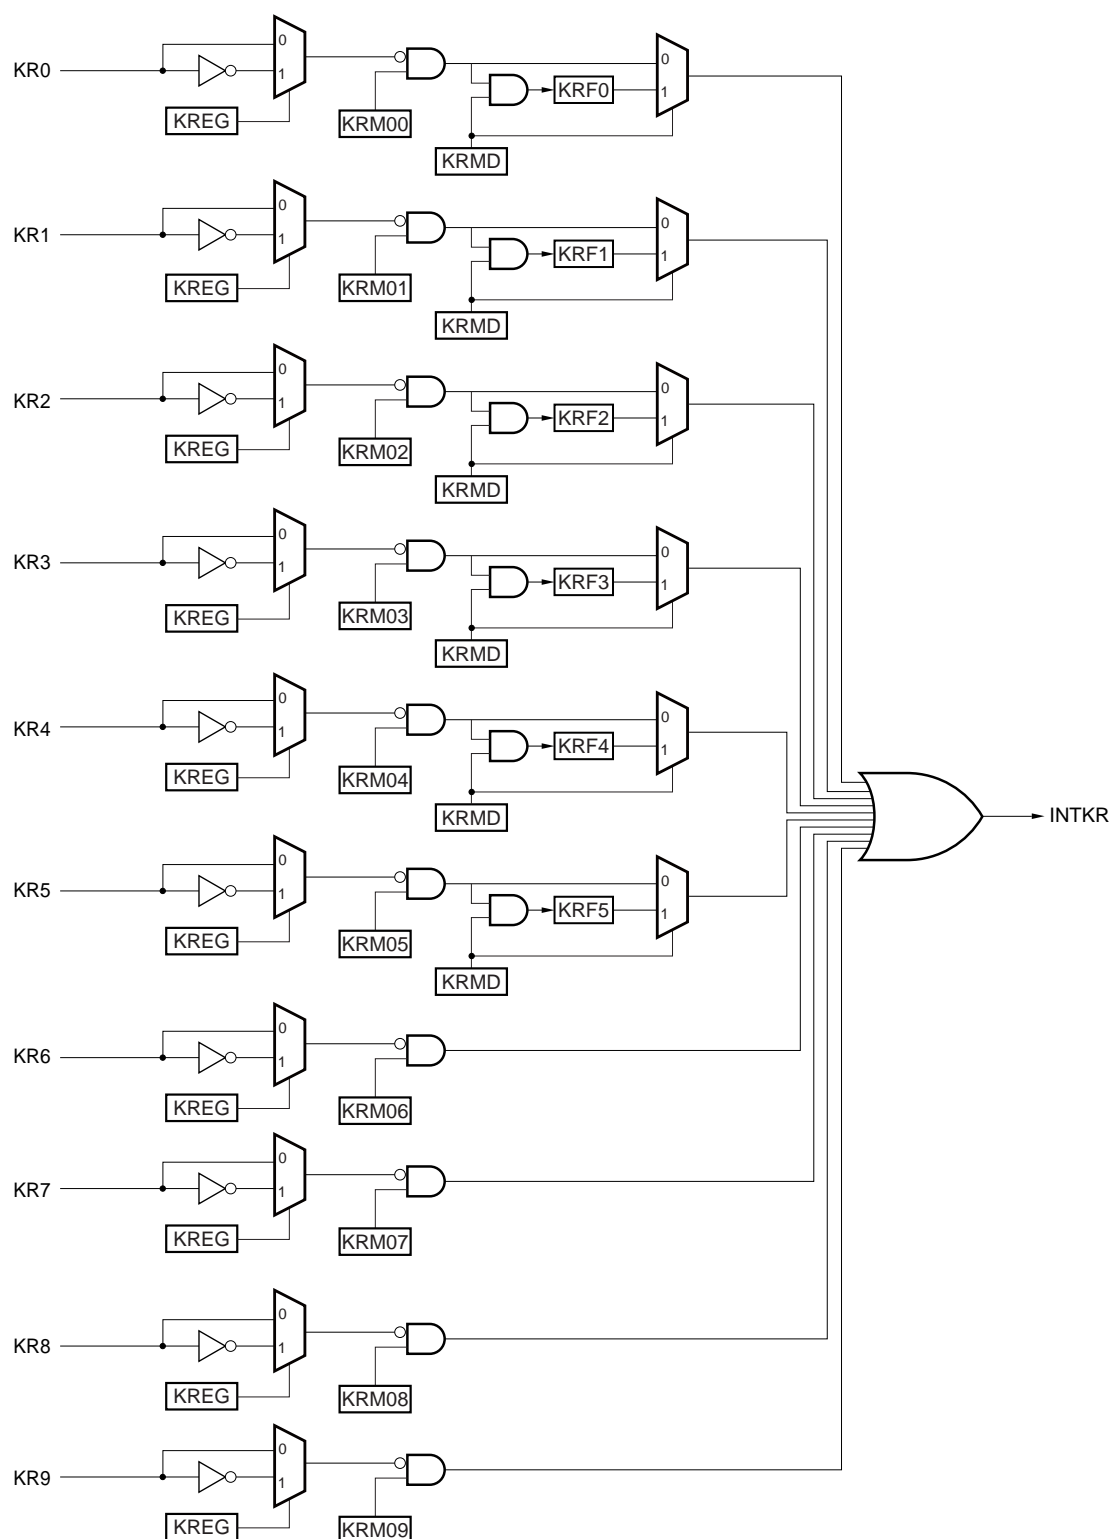 0
KR0
1
KREG
KRM00
KRF0
0
1
KRMD
0
KR1
1
KREG
KRM01
KRF1
0
1
KRMD
0
KR2
1
KREG
KRM02
KRF2
0
1
KRMD
0
KR3
1
KREG
KRM03
KRF3
0
1
KRMD
0
KR4
1
KREG
KRM04
KRF4
0
1
KRMD
INTKR
0
KR5
1
KREG
KRM05
KRF5
0
1
KRMD
0
KR6
1
KREG
KRM06
0
KR7
1
KREG
KRM07
0
KR8
1
KREG
KRM08
0
KR9
1
KREG
KRM09